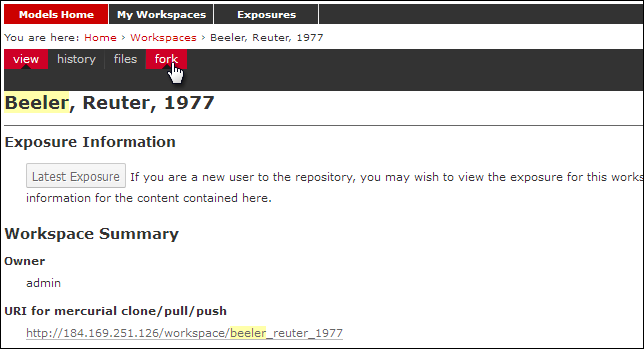 Models Home My Workspaces Exposures
You are here: Home › Workspaces › Beeler, Reuter, 1977
view history files fork
Beeler, Reuter, 1977
Exposure Information
Latest Exposure If you are a new user to the repository, you may wish to view the exposure for this works
information for the content contained here.
Workspace Summary
Owner
admin
URI for mercurial clone/pull/push
http://184.169.251.126/workspace/beeler_reuter_1977